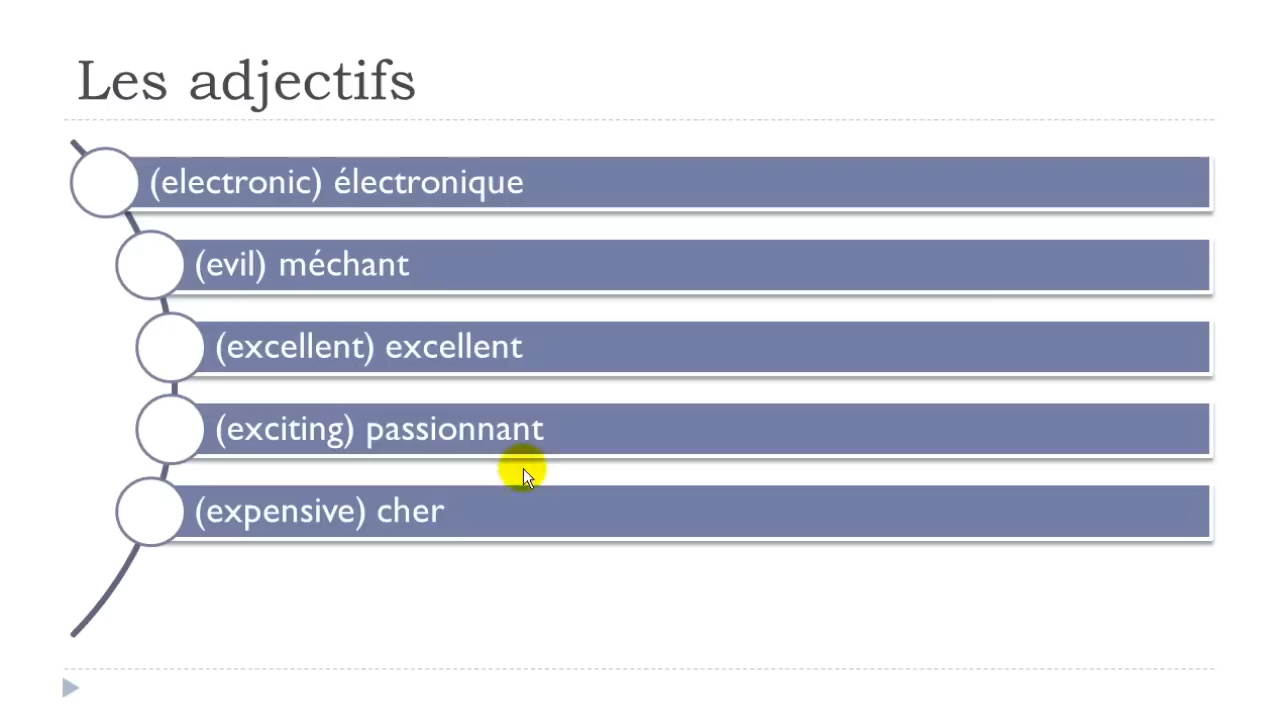 Les adjectifs
(electronic) électronique
(evil) méchant
(excellent) excellent
(exciting) passionnant
(expensive) cher